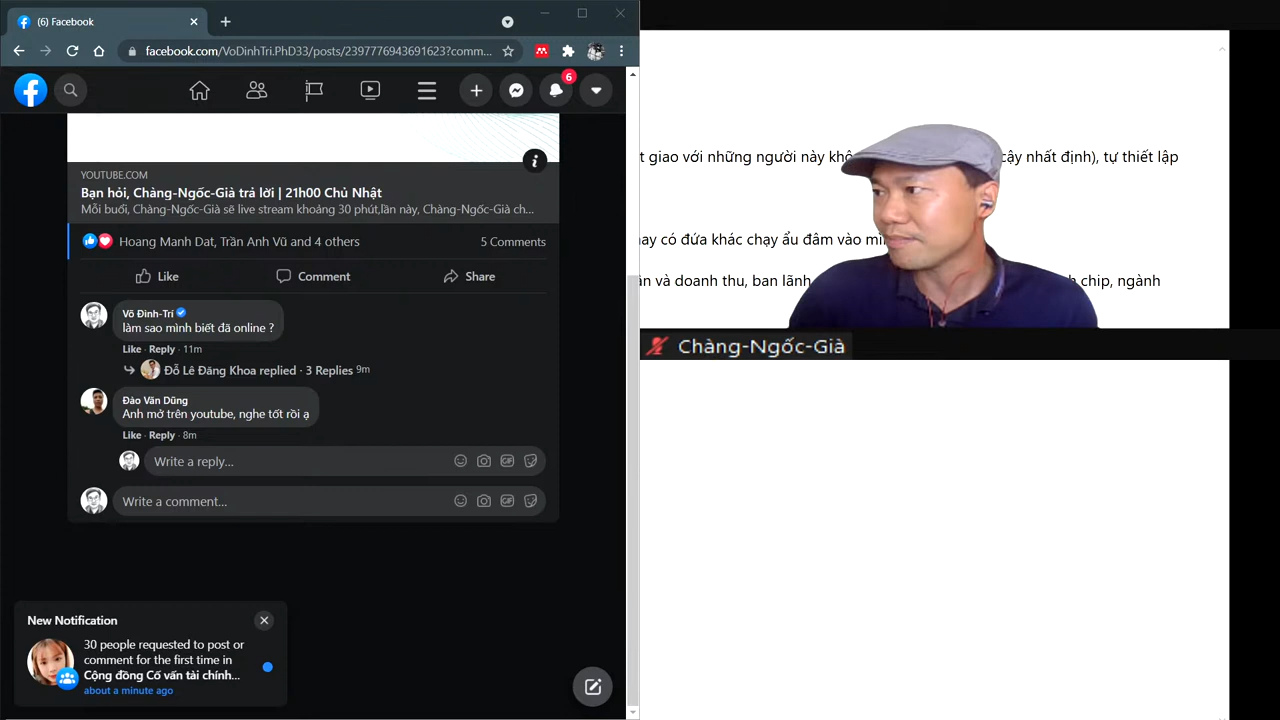 (6) Facebook
facebook.com/VoDinhTri.PhD33/posts/2397776943691623?comm...
6
YOUTUBE.COM
Bạn hỏi, Chàng-Ngốc-Già trả lời | 21h00 Chủ Nhật
Mỗi buổi, Chàng-Ngốc-Già sẽ live stream khoảng 30 phút,lần này, Chàng-Ngốc-Già ch...
Hoang Manh Dat, Trần Anh Vũ and 4 others
5 Comments
Like
Comment
Share
Võ Đình-Trí
làm sao mình biết đã online ?
Like · Reply · 11m
Đỗ Lê Đăng Khoa replied · 3 Replies 9m
Đào Văn Dũng
Anh mở trên youtube, nghe tốt rồi ạ
Like · Reply · 8m
Write a reply...
GIF
Write a comment...
GIF
New Notification
30 people requested to post or
comment for the first time in
Cộng đồng Cố vấn tài chính...
about a minute ago
giao với những người này cậy nhất định), tự thiết lập
có đứa khác chạy ẩu đâm vào
và doanh thu, ban lãnh chip, ngành
Chàng-Ngốc-Già